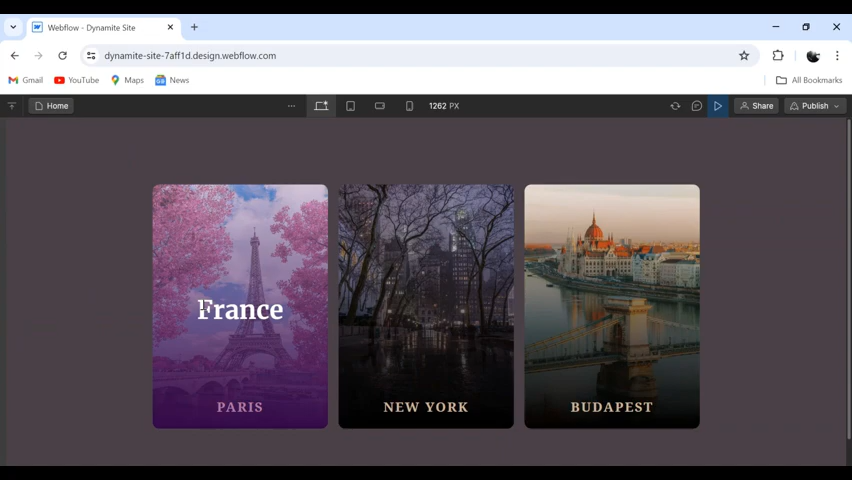 Webflow - Dynamite Site
dynamite-site-7aff1d.design.webflow.com
Gmail YouTube Maps News All Bookmarks
Home 1262 PX Share Publish
France
PARIS NEW YORK BUDAPEST